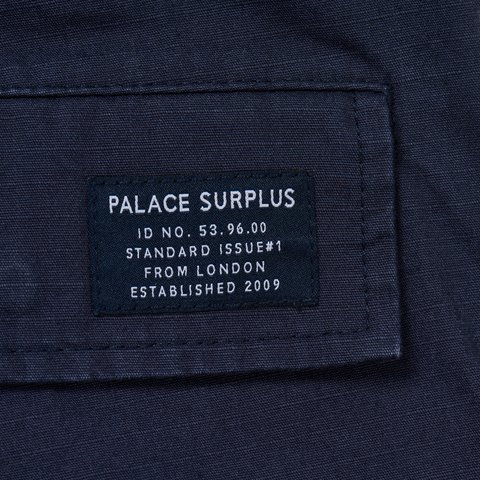 PALACE SURPLUS
ID NO. 53.96.00
STANDARD ISSUE#1
FROM LONDON
ESTABLISHED 2009